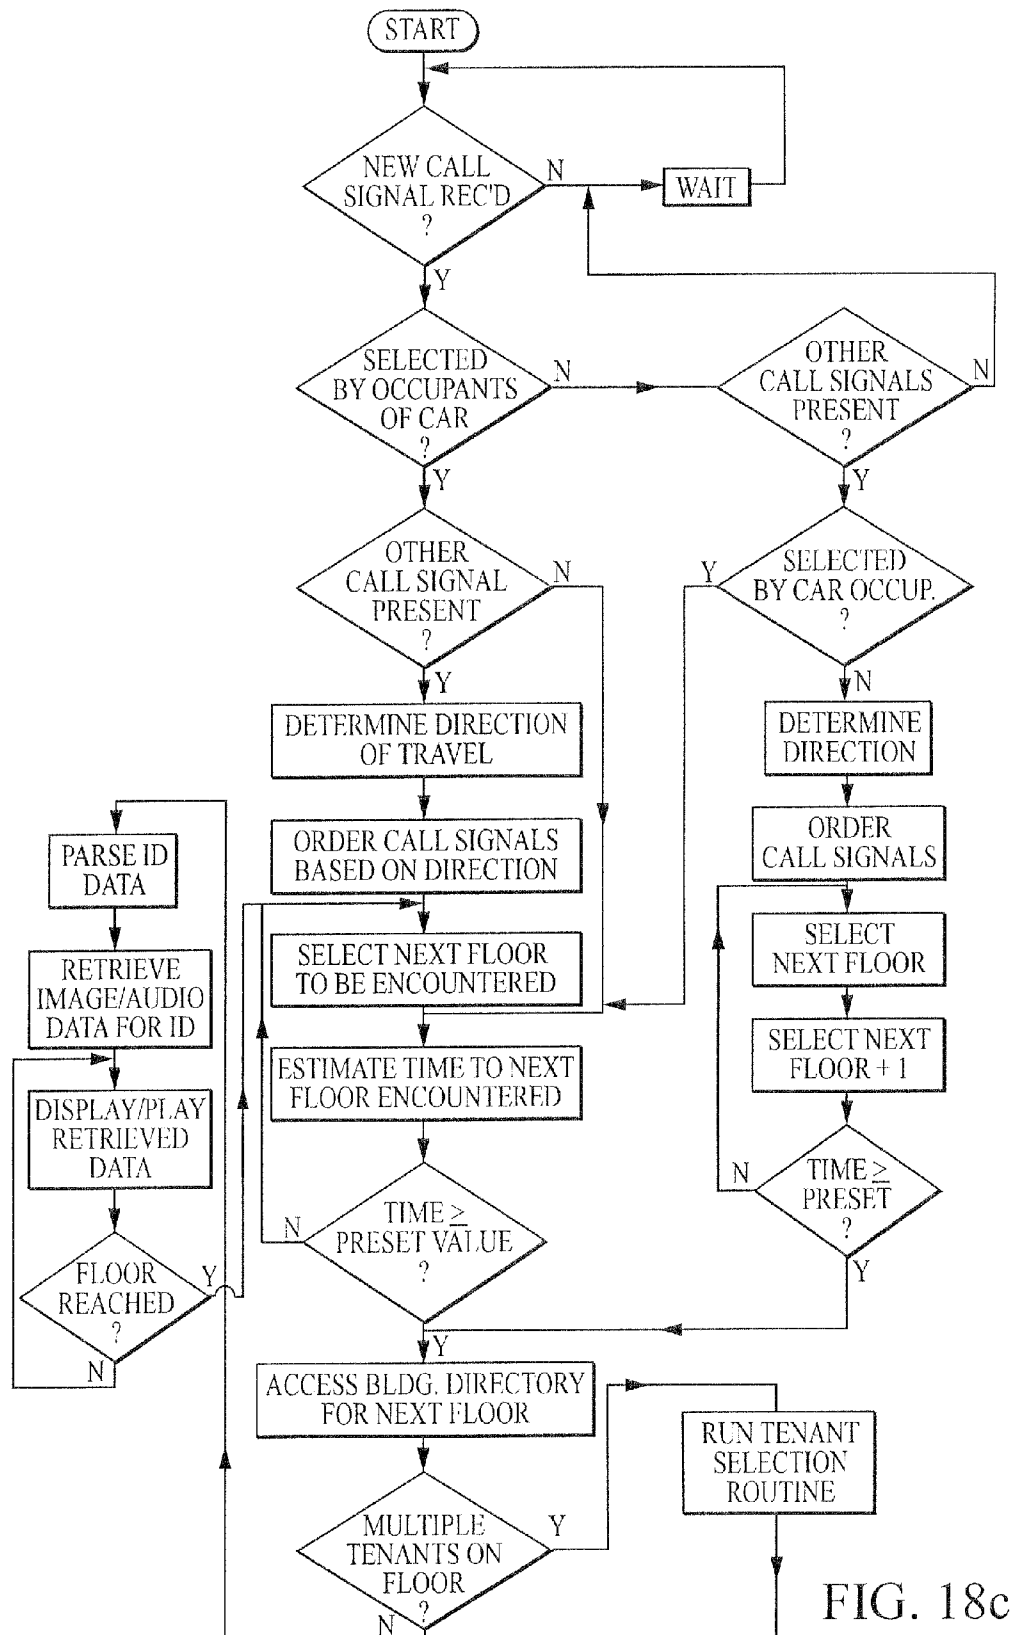 START
NEW CALL
SIGNAL REC'D
?
N
WAIT
Y
SELECTED
BY OCCUPANTS
OF CAR
?
N
Y
OTHER
CALL SIGNALS
PRESENT
?
N
Y
OTHER
CALL SIGNAL
PRESENT
?
N
Y
SELECTED
BY CAR OCCUP.
?
Y
N
DETERMINE DIRECTION
OF TRAVEL
DETERMINE
DIRECTION
ORDER CALL SIGNALS
BASED ON DIRECTION
ORDER
CALL SIGNALS
PARSE ID
DATA
SELECT NEXT FLOOR
TO BE ENCOUNTERED
SELECT
NEXT FLOOR
RETRIEVE
IMAGE/AUDIO
DATA FOR ID
ESTIMATE TIME TO NEXT
FLOOR ENCOUNTERED
SELECT NEXT
FLOOR + 1
DISPLAY/PLAY
RETRIEVED
DATA
TIME ≥
PRESET VALUE
?
N
Y
TIME ≥
PRESET
?
N
Y
FLOOR
REACHED
?
Y
N
ACCESS BLDG. DIRECTORY
FOR NEXT FLOOR
RUN TENANT
SELECTION
ROUTINE
MULTIPLE
TENANTS ON
FLOOR
?
Y
N
FIG. 18c